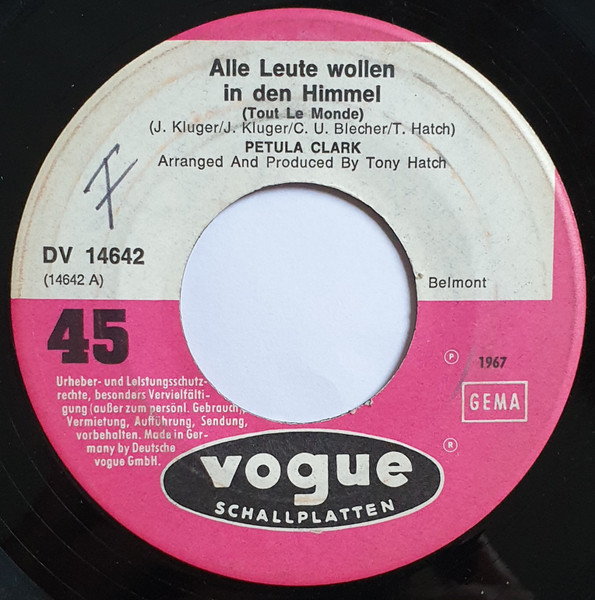 Alle Leute wollen
in den Himmel
(Tout Le Monde)
(J. Kluger/J. Kluger/C. U. Blecher/T. Hatch)
PETULA CLARK
Arranged And Produced By Tony Hatch
F
DV 14642
(14642 A)
Belmont
45
Ⓟ 1967
GEMA
Urheber- und Leistungsschutz-
rechte, besonders Vervielfälti-
gung (außer zum persönl. Gebrauch),
Vermietung, Aufführung, Sendung,
vorbehalten. Made in Ger-
many by Deutsche
vogue GmbH.
®
vogue
SCHALLPLATTEN